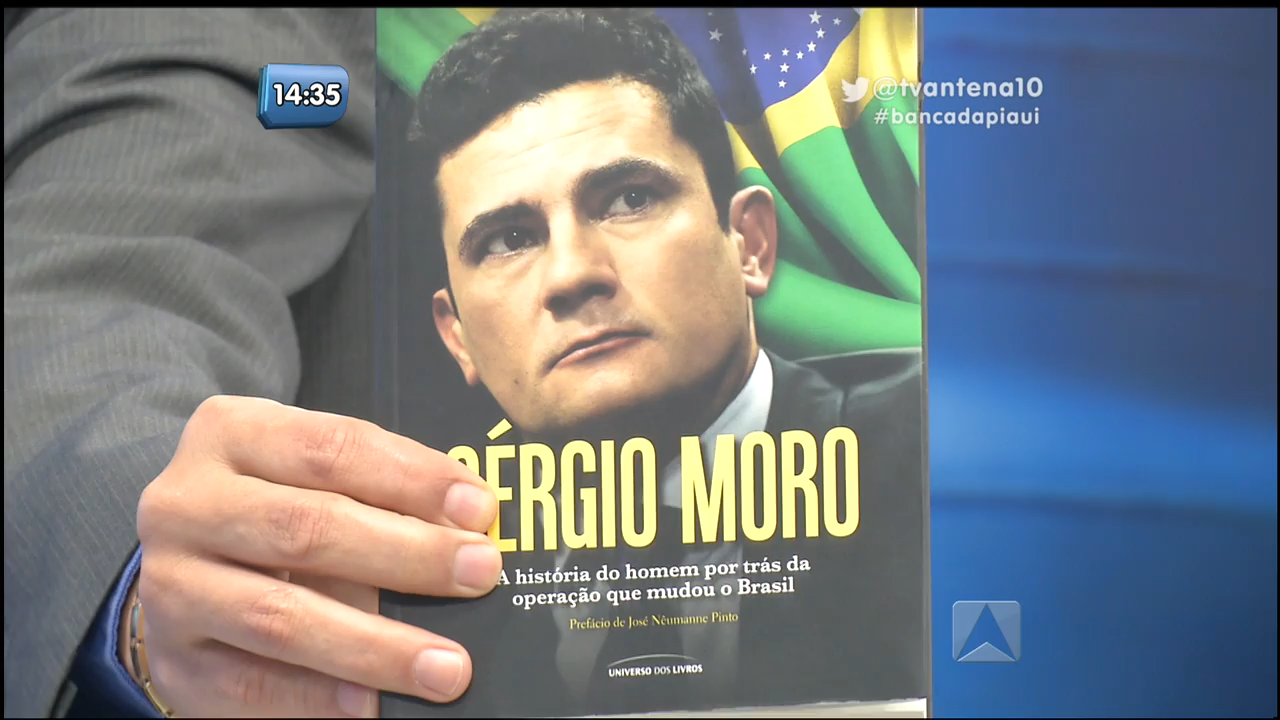 14:35
@tvantena10
#bancadapiaui
SÉRGIO MORO
A história do homem por trás da
operação que mudou o Brasil
Prefácio de José Nêumanne Pinto
UNIVERSO DOS LIVROS